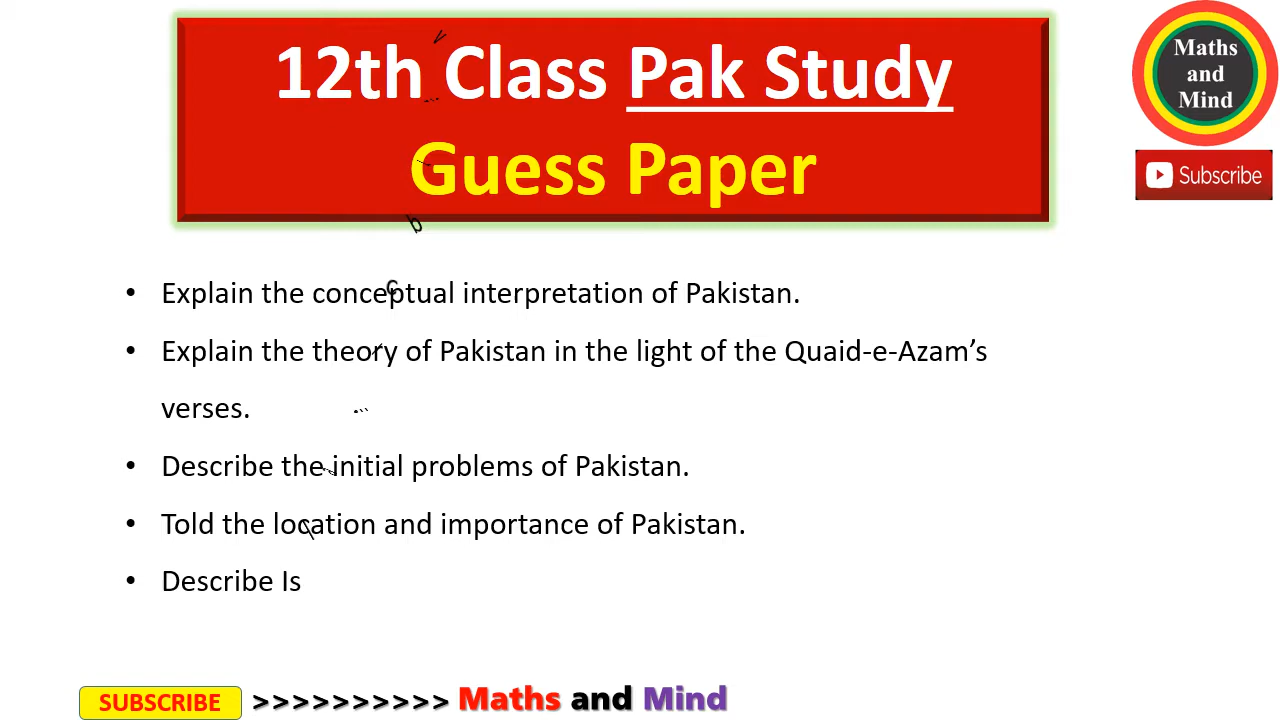 12th Class Pak Study
Guess Paper
Maths
and
Mind
Subscribe
• Explain the conceptual interpretation of Pakistan.
• Explain the theory of Pakistan in the light of the Quaid-e-Azam’s
verses.
• Describe the initial problems of Pakistan.
• Told the location and importance of Pakistan.
• Describe Is
SUBSCRIBE >>>>>>>>>> Maths and Mind